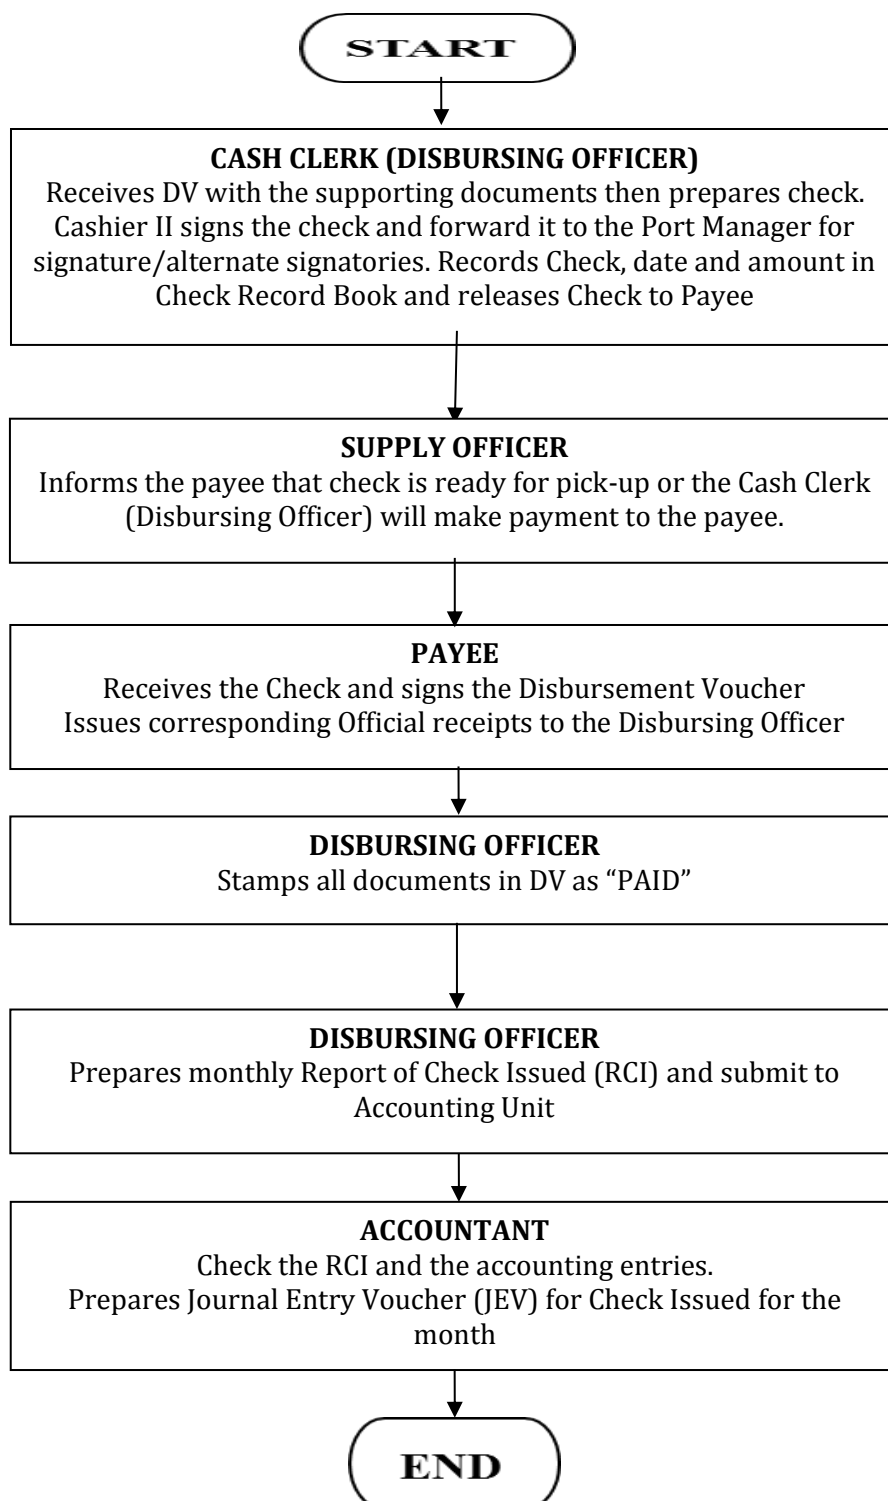 START
CASH CLERK (DISBURSING OFFICER)
Receives DV with the supporting documents then prepares check.
Cashier II signs the check and forward it to the Port Manager for
signature/alternate signatories. Records Check, date and amount in
Check Record Book and releases Check to Payee
SUPPLY OFFICER
Informs the payee that check is ready for pick-up or the Cash Clerk
(Disbursing Officer) will make payment to the payee.
PAYEE
Receives the Check and signs the Disbursement Voucher
Issues corresponding Official receipts to the Disbursing Officer
DISBURSING OFFICER
Stamps all documents in DV as “PAID”
DISBURSING OFFICER
Prepares monthly Report of Check Issued (RCI) and submit to
Accounting Unit
ACCOUNTANT
Check the RCI and the accounting entries.
Prepares Journal Entry Voucher (JEV) for Check Issued for the
month
END